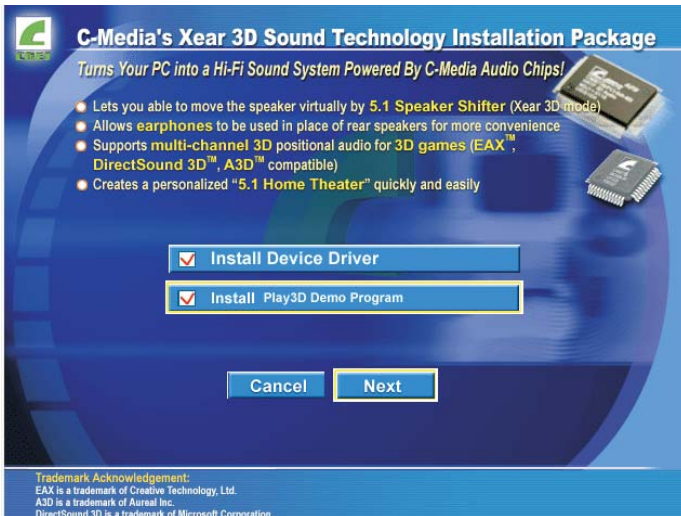 C-Media's Xear 3D Sound Technology Installation Package
Turns Your PC into a Hi-Fi Sound System Powered By C-Media Audio Chips!
Lets you able to move the speaker virtually by 5.1 Speaker Shifter (Xear 3D mode)
Allows earphones to be used in place of rear speakers for more convenience
Supports multi-channel 3D positional audio for 3D games (EAX™,
DirectSound 3D™, A3D™ compatible)
Creates a personalized “5.1 Home Theater” quickly and easily
Install Device Driver
Install Play3D Demo Program
Cancel
Next
Trademark Acknowledgement:
EAX is a trademark of Creative Technology, Ltd.
A3D is a trademark of Aureal Inc.
DirectSound 3D is a trademark of Microsoft Corporation